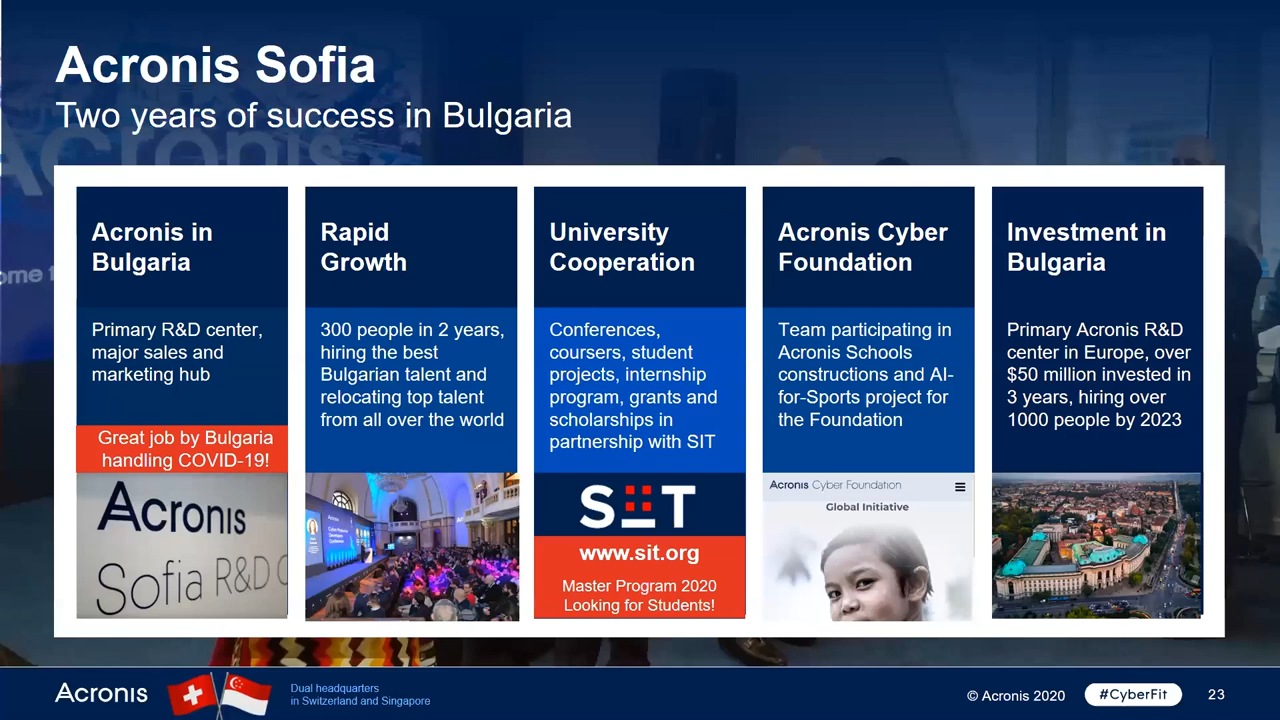 Acronis Sofia
Two years of success in Bulgaria
Acronis in
Bulgaria
Primary R&D center,
major sales and
marketing hub
Great job by Bulgaria
handling COVID-19!
Acronis
Sofia R&D C
Rapid
Growth
300 people in 2 years,
hiring the best
Bulgarian talent and
relocating top talent
from all over the world
University
Cooperation
Conferences,
coursers, student
projects, internship
program, grants and
scholarships in
partnership with SIT
SIT
www.sit.org
Master Program 2020
Looking for Students!
Acronis Cyber
Foundation
Team participating in
Acronis Schools
constructions and AI-
for-Sports project for
the Foundation
Acronis Cyber Foundation
Global Initiative
Investment in
Bulgaria
Primary Acronis R&D
center in Europe, over
$50 million invested in
3 years, hiring over
1000 people by 2023
Acronis
Dual headquarters
in Switzerland and Singapore
© Acronis 2020
#CyberFit
23